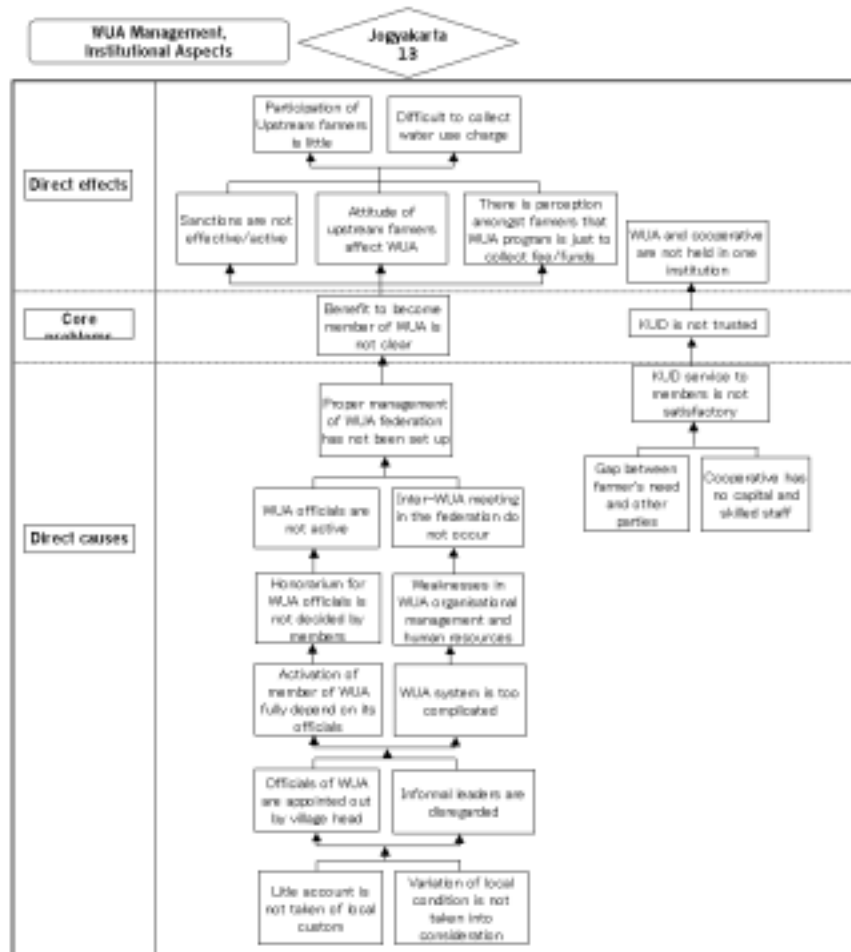 WUA Management,
Institutional Aspects
Jogyakarta
13
Participation of
Upstream farmers
is little
Difficult to collect
water use charge
Direct effects
Sanctions are not
effective/active
Attitude of
upstream farmers
affect WUA
There is perception
amongst farmers that
WUA program is just to
collect fee/funds
WUA and cooperative
are not held in one
institution
Core
problems
Benefit to become
member of WUA is
not clear
KUD is not trusted
KUD service to
members is not
satisfactory
Proper management
of WUA federation
has not been set up
Gap between
farmer's need
and other
parties
Cooperative has
no capital and
skilled staff
WUA officials are
not active
Inter-WUA meeting
in the federation do
not occur
Direct causes
Honorarium for
WUA officials is
not decided by
members
Weaknesses in
WUA organisational
management and
human resources
Activation of
member of WUA
fully depend on its
officials
WUA system is too
complicated
Officials of WUA
are appointed out
by village head
Informal leaders are
disregarded
Litle account is
not taken of local
custom
Variation of local
condition is not
taken into
consideration